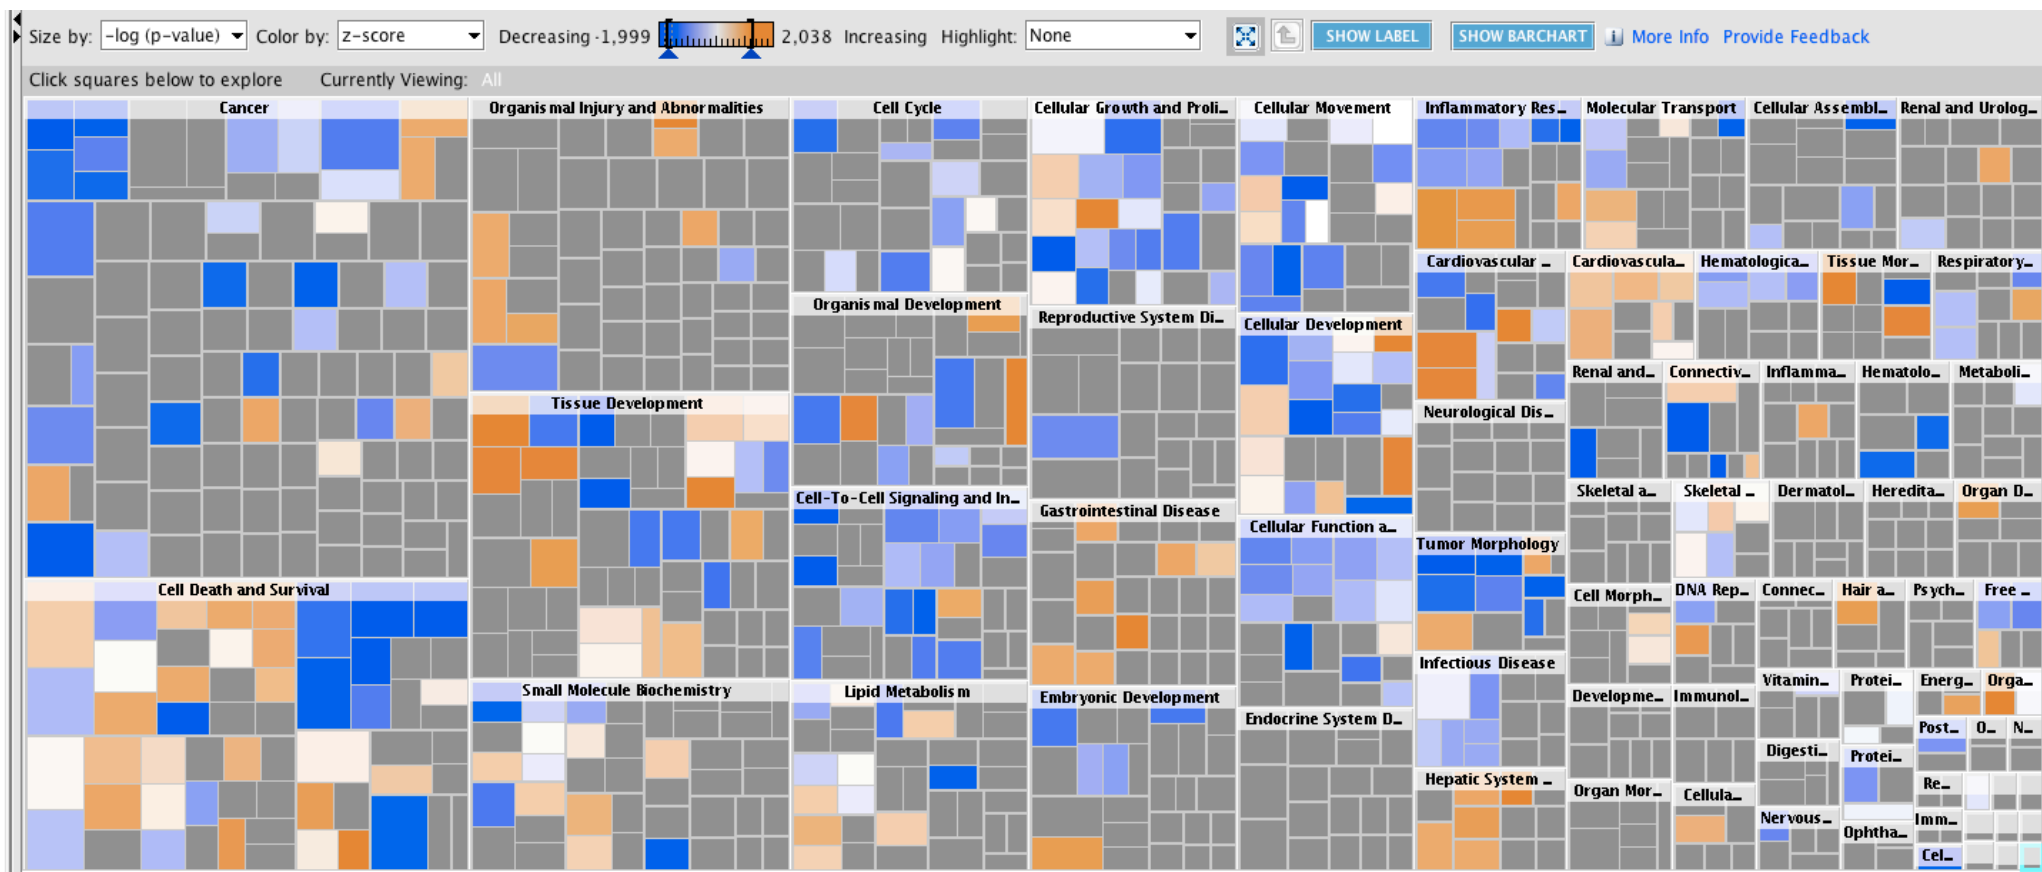 Size by: -log (p-value) Color by: z-score Decreasing -1,999 2,038 Increasing Highlight: None SHOW LABEL SHOW BARCHART i More Info Provide Feedback
Click squares below to explore Currently Viewing: All
Cancer
Organismal Injury and Abnormalities
Cell Cycle
Cellular Growth and Proli...
Cellular Movement
Inflammatory Res...
Molecular Transport
Cellular Assembl...
Renal and Urolog...
Cardiovascular ...
Cardiovascula...
Hematologica...
Tissue Mor...
Respiratory...
Organismal Development
Reproductive System Di...
Cellular Development
Renal and...
Connectiv...
Inflamma...
Hematolo...
Metaboli...
Tissue Development
Neurological Dis...
Cell-To-Cell Signaling and In...
Gastrointestinal Disease
Cellular Function a...
Skeletal a...
Skeletal ...
Dermatol...
Heredita...
Organ D...
Tumor Morphology
Cell Death and Survival
Cell Morph...
DNA Rep...
Connec...
Hair a...
Psych...
Free ...
Infectious Disease
Small Molecule Biochemistry
Lipid Metabolism
Embryonic Development
Endocrine System D...
Developme...
Immunol...
Vitamin...
Protei...
Energ...
Orga...
Post...
O...
N...
Digesti...
Protei...
Hepatic System ...
Organ Mor...
Cellula...
Re...
Nervous...
Ophtha...
Imm...
Cel...